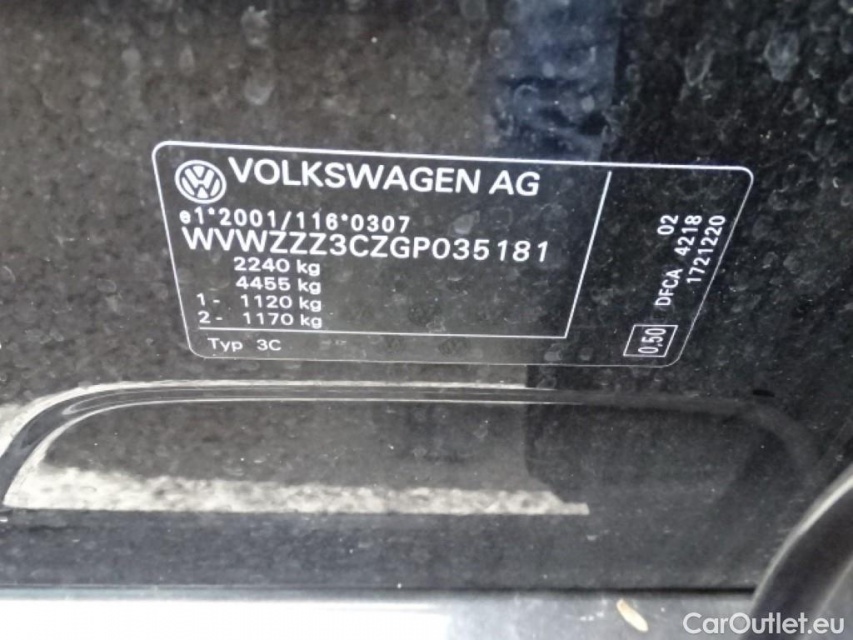 VOLKSWAGEN AG
e1*2001/116*0307
WVWZZZ3CZGP035181
2240 kg
4455 kg
1- 1120 kg
2- 1170 kg
Typ 3C
02
DFCA 4218
1721220
0,50
CarOutlet.eu